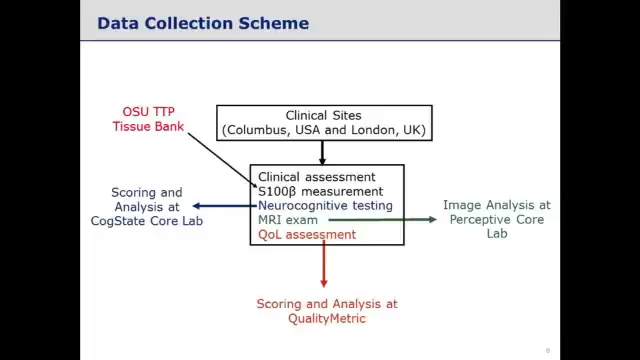 Data Collection Scheme
OSU TTP
Tissue Bank
Clinical Sites
(Columbus, USA and London, UK)
Clinical assessment
S100β measurement
Neurocognitive testing
MRI exam
QoL assessment
Scoring and
Analysis at
CogState Core Lab
Image Analysis at
Perceptive Core
Lab
Scoring and Analysis at
QualityMetric
6